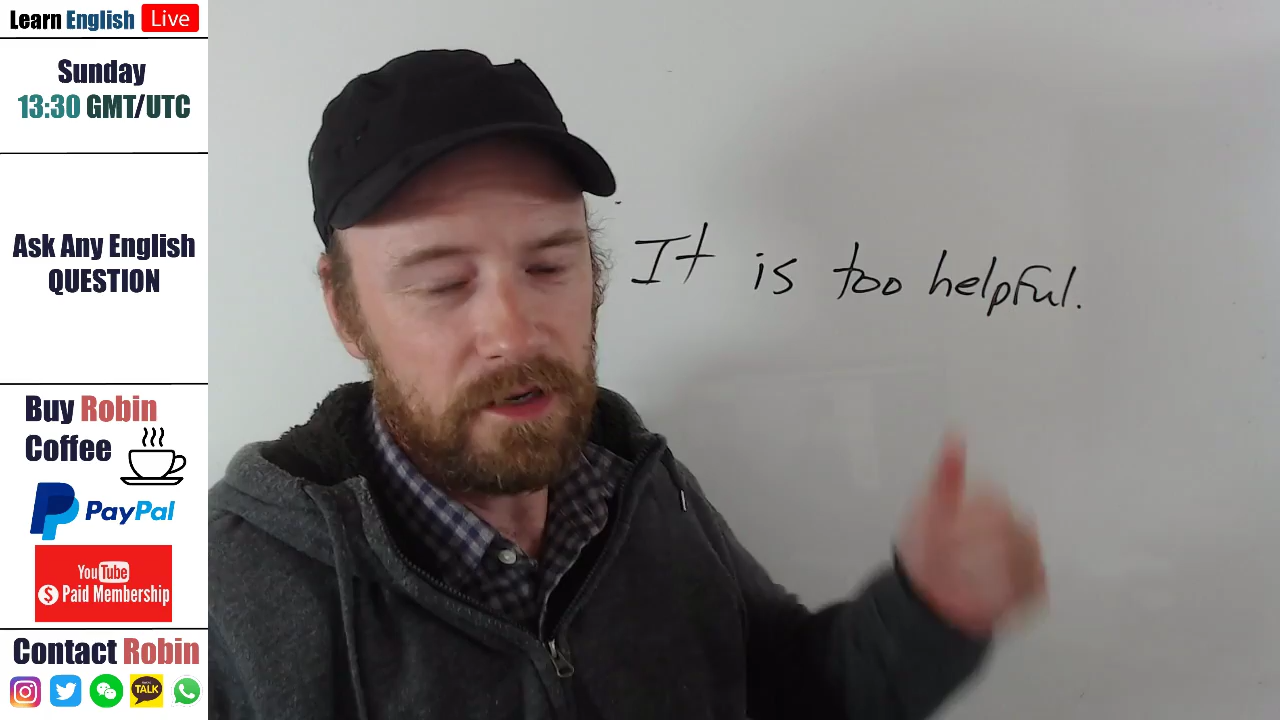 Learn English Live
Sunday
13:30 GMT/UTC
Ask Any English
QUESTION
Buy Robin
Coffee
PayPal
YouTube
$ Paid Membership
Contact Robin
TALK
It is too helpful.